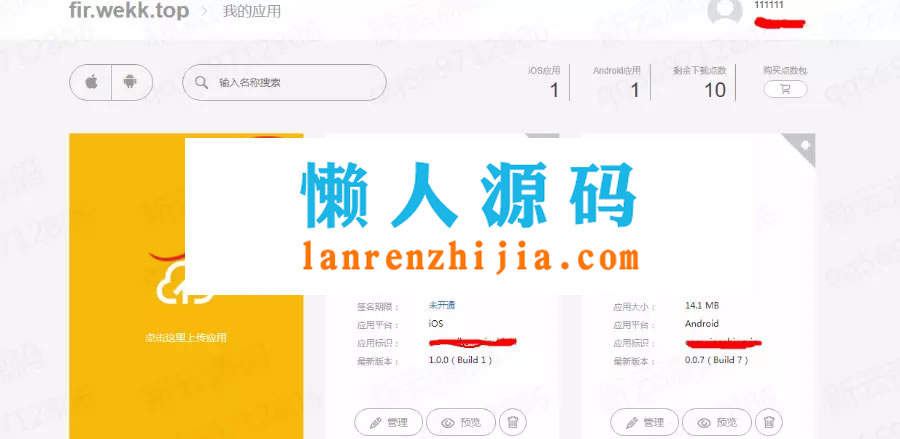 fir.wekk.top 我的应用
111111
输入名称搜索
iOS应用
1
Android应用
1
剩余下载点数
10
购买点数包
懒人源码
lanrenzhijia.com
点击这里上传应用
签名期限： 未开通
应用平台： iOS
应用标识：
最新版本： 1.0.0 ( Build 1 )
管理 预览
应用大小： 14.1 MB
应用平台： Android
应用标识：
最新版本： 0.0.7 ( Build 7 )
管理 预览